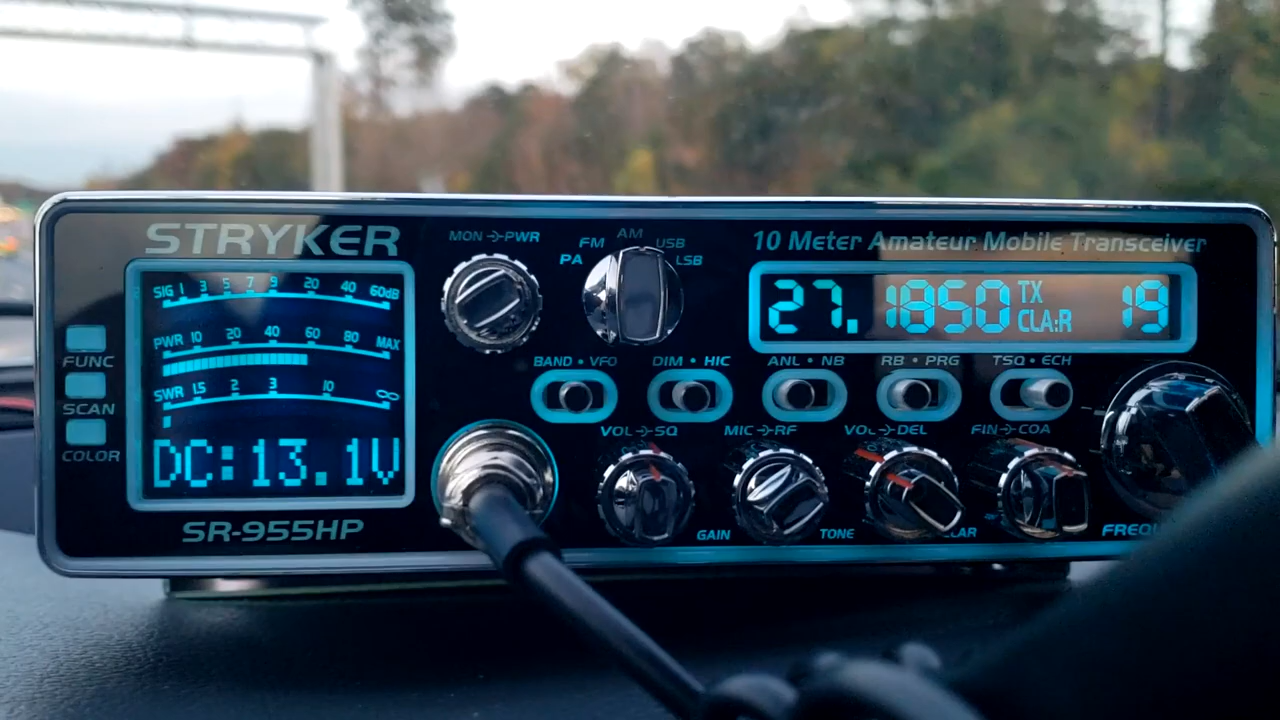 STRYKER
SIG 1 3 5 7 9 20 40 60dB
PWR 10 20 40 60 80 MAX
SWR 1.5 2 3 10 ∞
DC:13.1V
SR-955HP
FUNC
SCAN
COLOR
MON PWR
PA FM AM USB LSB
10 Meter Amateur Mobile Transceiver
27.1850 TX CLA:R 19
BAND • VFO DIM • HIC ANL • NB RB • PRG TSQ • ECH
VOL SQ MIC RF VOL DEL FIN COA
GAIN TONE